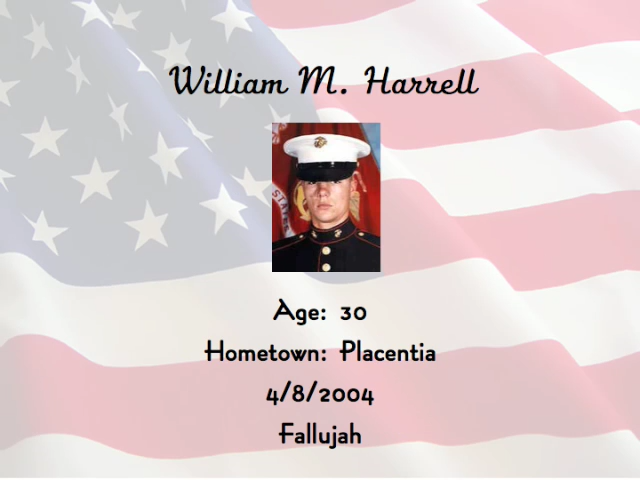 William M. Harrell
Age: 30
Hometown: Placentia
4/8/2004
Fallujah